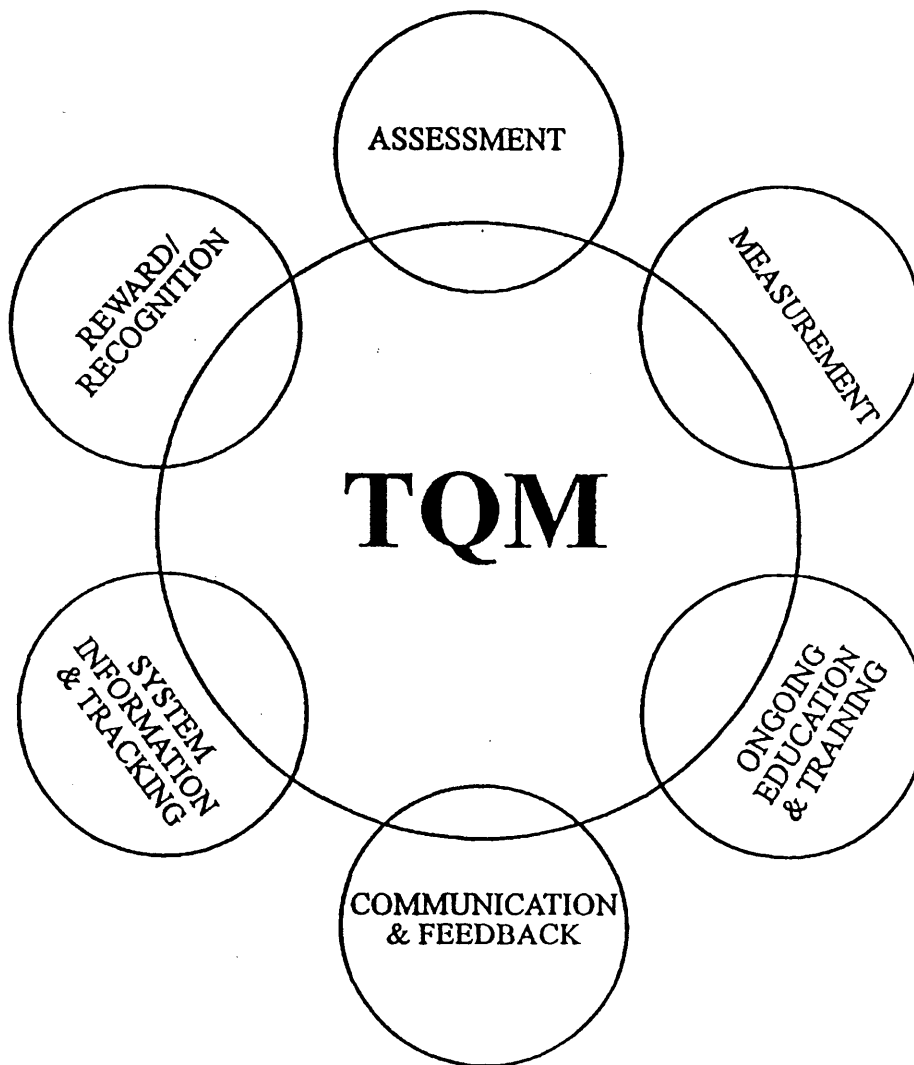 ASSESSMENT
REWARD/
RECOGNITION
MEASUREMENT
TQM
SYSTEM
INFORMATION
& TRACKING
ONGOING
EDUCATION
& TRAINING
COMMUNICATION
& FEEDBACK